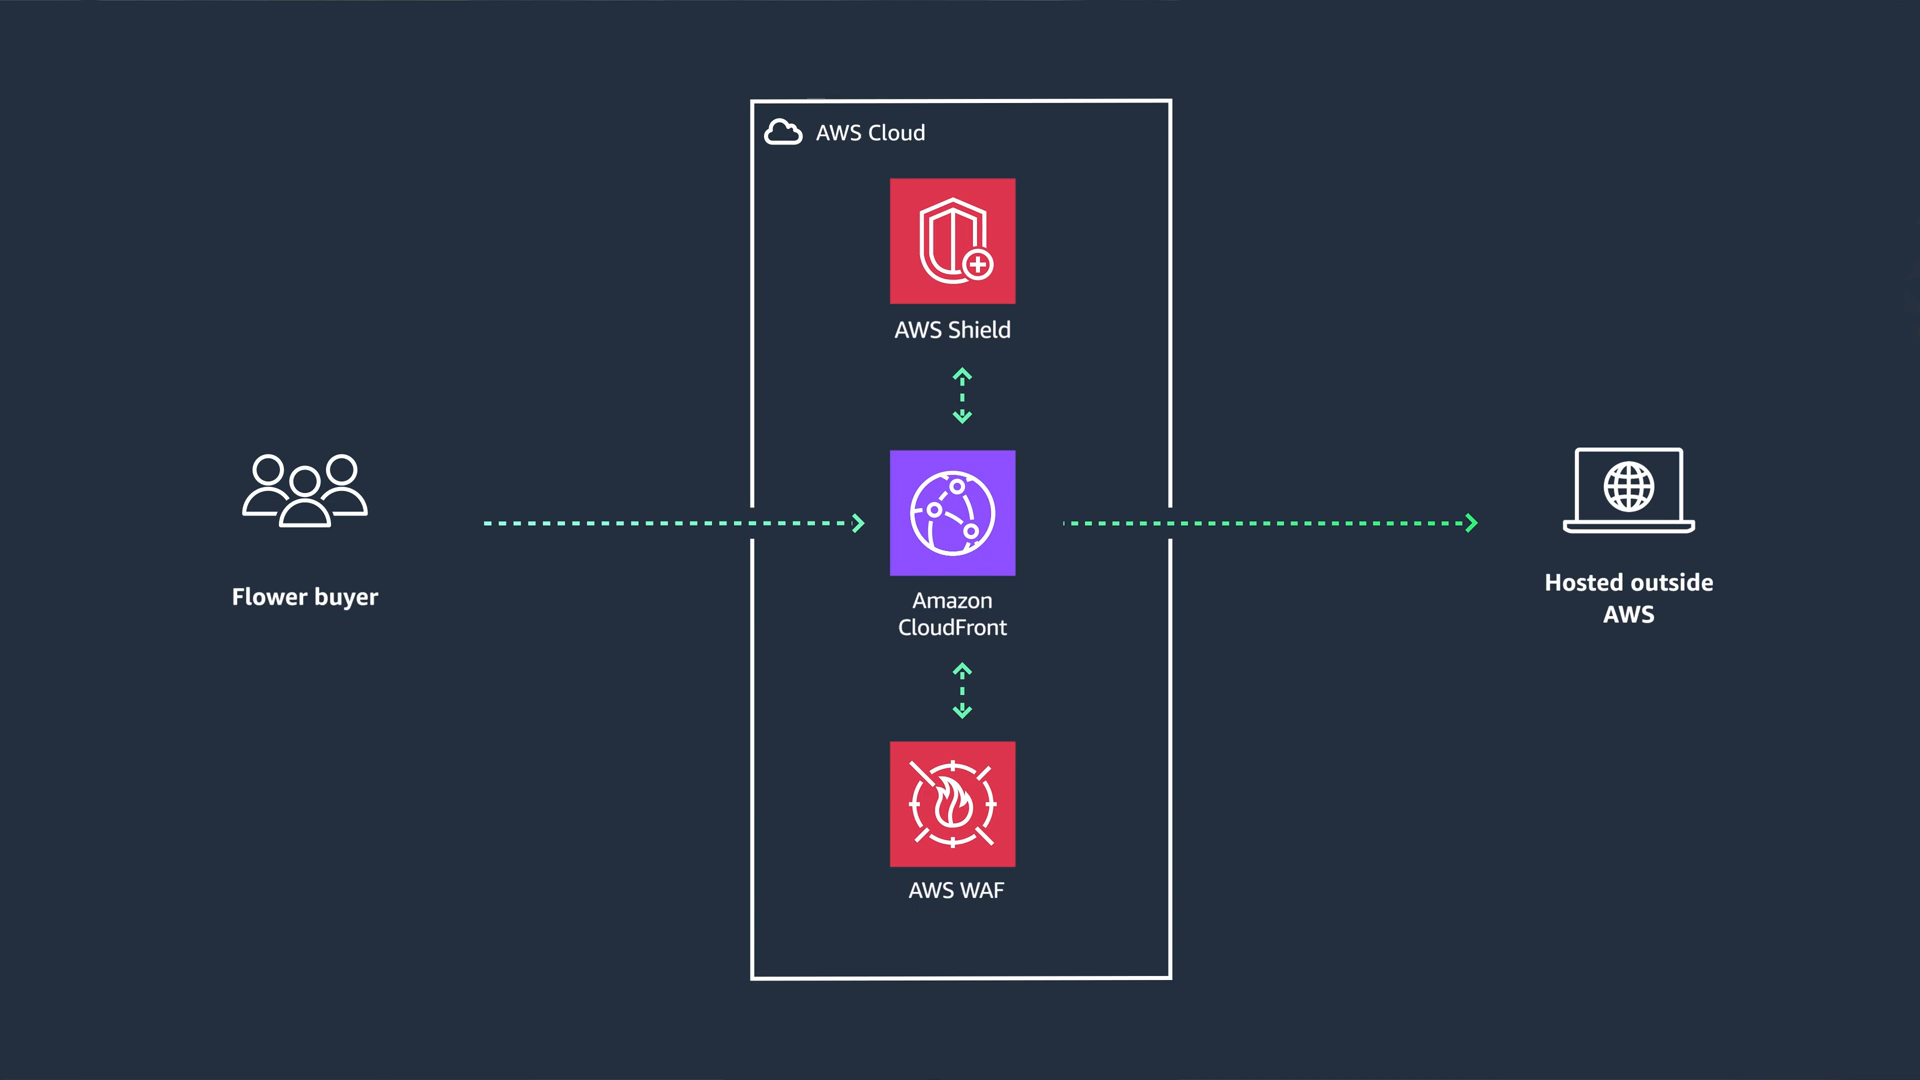 AWS Cloud
AWS Shield
Flower buyer
Amazon
CloudFront
Hosted outside
AWS
AWS WAF